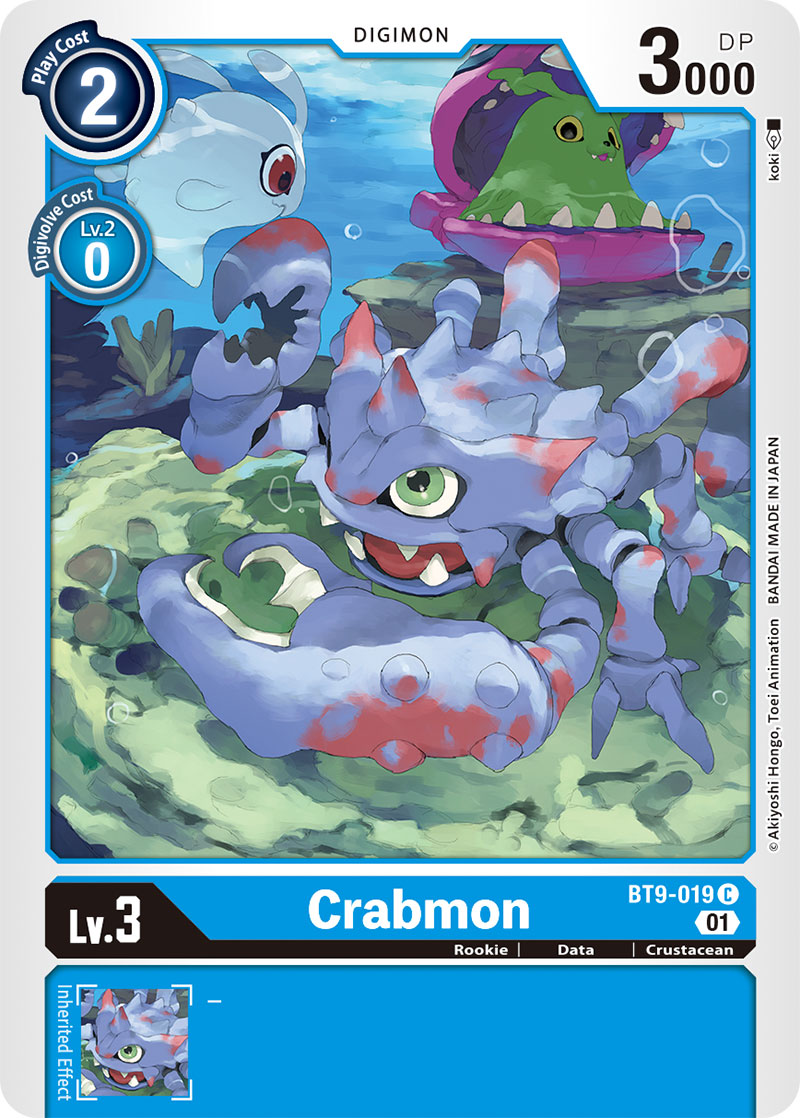 DIGIMON
Play Cost
2
3000
DP
Digivolve Cost
Lv.2
0
koki
© Akiyoshi Hongo, Toei Animation BANDAI MADE IN JAPAN
Lv.3
Crabmon
BT9-019 C
01
Rookie | Data | Crustacean
Inherited Effect
–